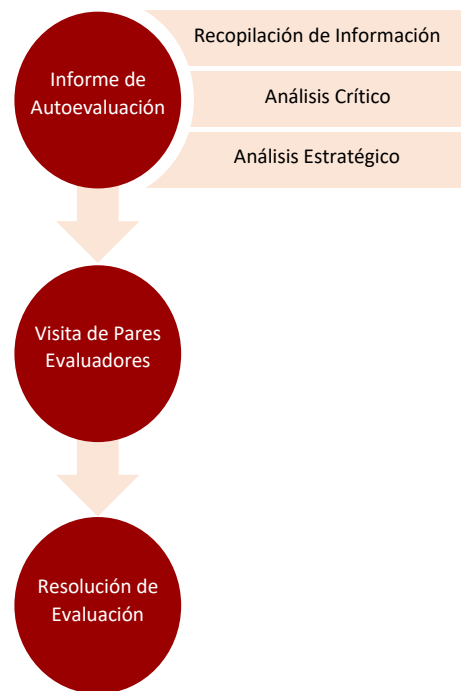 Informe de
Autoevaluación
Recopilación de Información
Análisis Crítico
Análisis Estratégico
Visita de Pares
Evaluadores
Resolución de
Evaluación